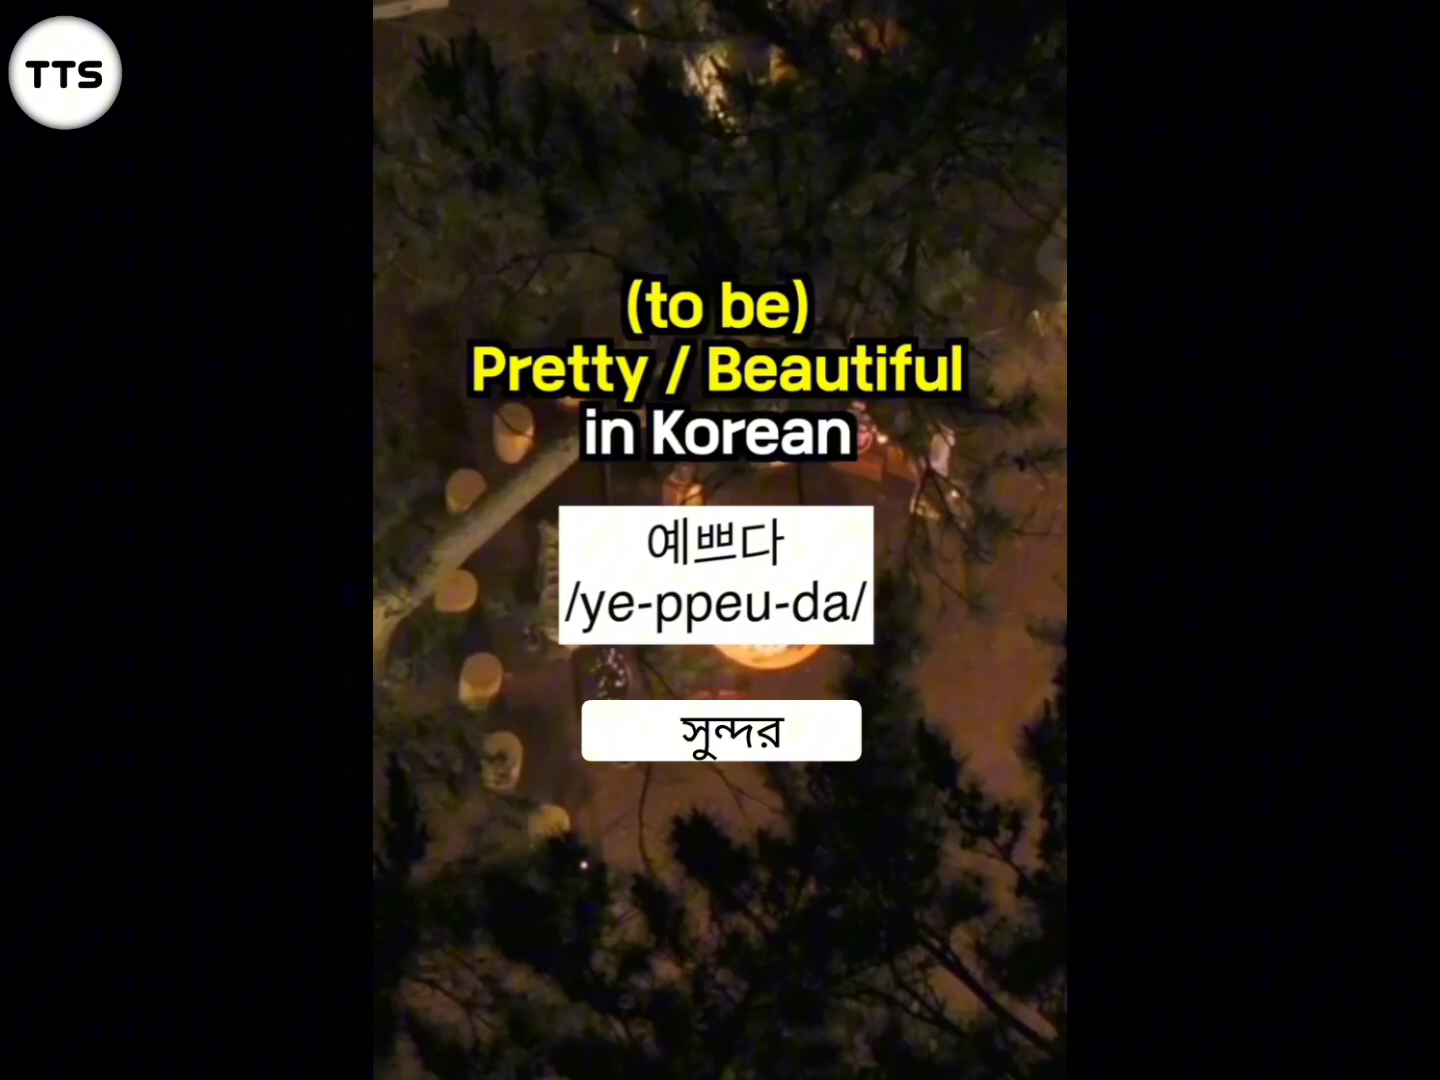 TTS
(to be)
Pretty / Beautiful
in Korean
예쁘다
/ye-ppeu-da/
সুন্দর